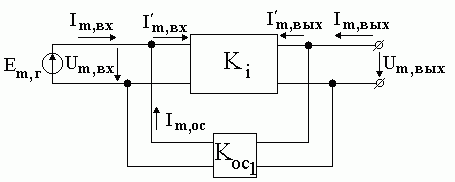 Im,вх
I'm,вх
I'm,вых
Im,вых
Em,г
Um,вх
Ki
Um,вых
Im,ос
Kос1